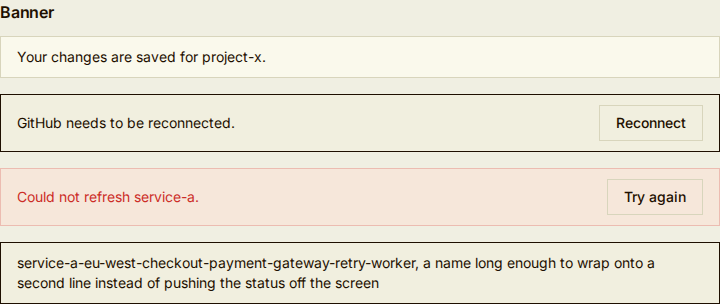 Banner
Your changes are saved for project-x.
GitHub needs to be reconnected.
Reconnect
Could not refresh service-a.
Try again
service-a-eu-west-checkout-payment-gateway-retry-worker, a name long enough to wrap onto a
second line instead of pushing the status off the screen